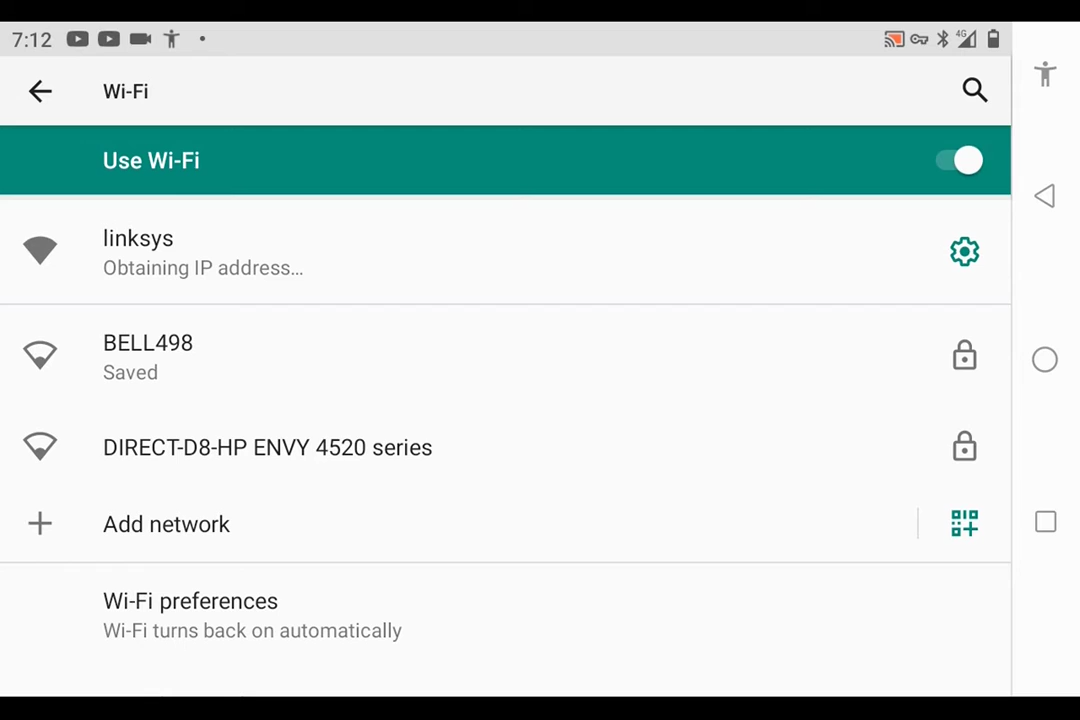 7:12
4G
Wi-Fi
Use Wi-Fi
linksys
Obtaining IP address…
BELL498
Saved
DIRECT-D8-HP ENVY 4520 series
Add network
Wi-Fi preferences
Wi-Fi turns back on automatically